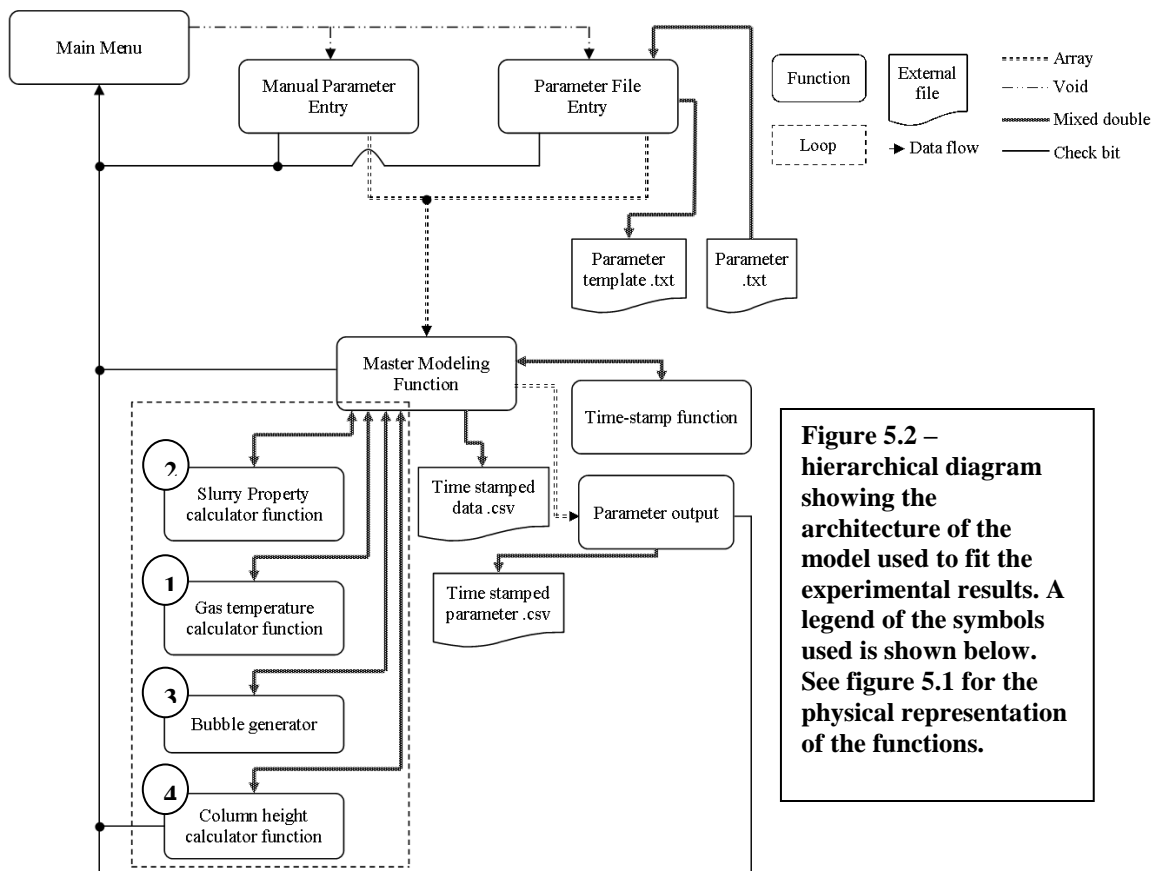 Main Menu
Manual Parameter
Entry
Parameter File
Entry
Function
External
file
Loop
Data flow
Array
Void
Mixed double
Check bit
Parameter
template .txt
Parameter
.txt
Master Modeling
Function
Time-stamp function
2
Slurry Property
calculator function
Time stamped
data .csv
Parameter output
1
Gas temperature
calculator function
Time stamped
parameter .csv
3
Bubble generator
4
Column height
calculator function
Figure 5.2 –
hierarchical diagram
showing the
architecture of the
model used to fit the
experimental results. A
legend of the symbols
used is shown below.
See figure 5.1 for the
physical representation
of the functions.